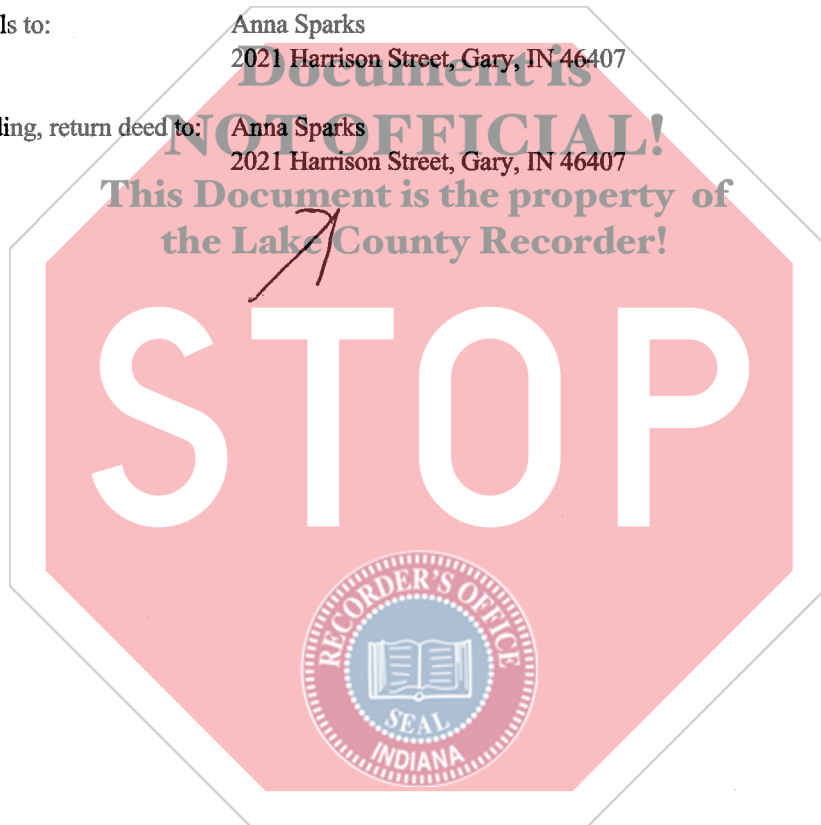 ls to: Anna Sparks
2021 Harrison Street, Gary, IN 46407
Document is
ding, return deed to: Anna Sparks
NOT OFFICIAL!
2021 Harrison Street, Gary, IN 46407
This Document is the property of
the Lake County Recorder!
STOP
RECORDER'S OFFICE
SEAL
INDIANA